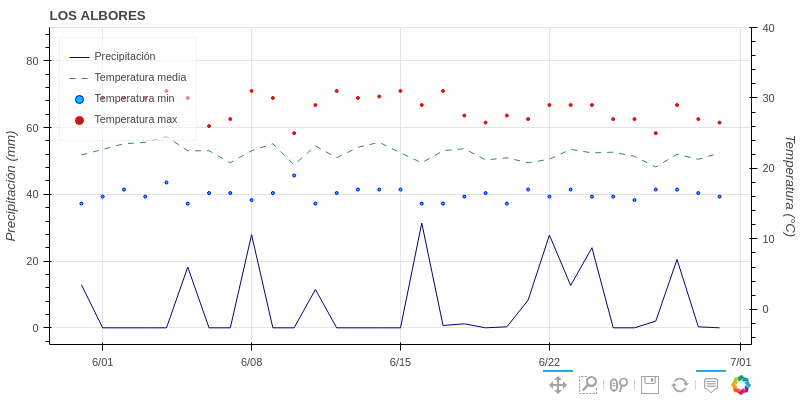 LOS ALBORES
Precipitación
Temperatura media
Temperatura min
Temperatura max
80
60
40
20
0
40
30
20
10
0
Precipitación (mm)
Temperatura (°C)
6/01
6/08
6/15
6/22
7/01